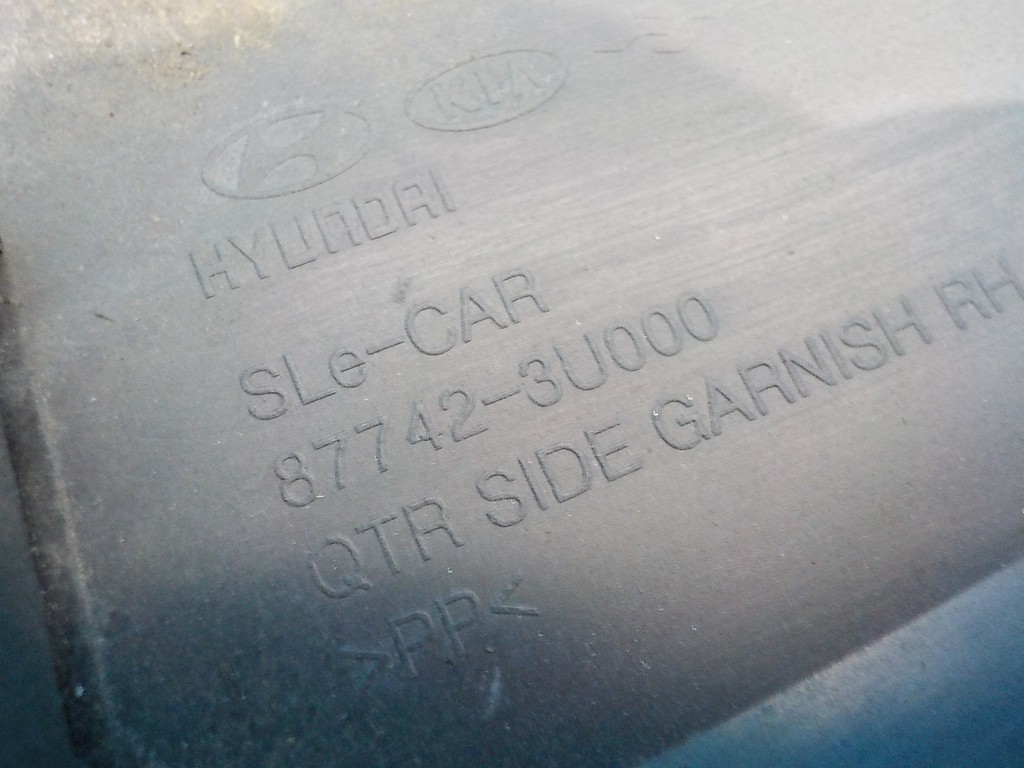 KIA
HYUNDAI
SLe-CAR
87742-3U000
QTR SIDE GARNISH RH
>PP<